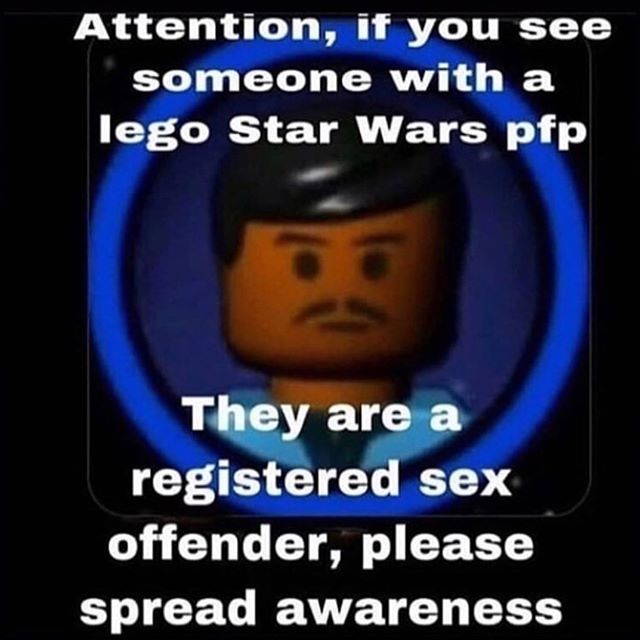 Attention, if you see
someone with a
lego Star Wars pfp
They are a
registered sex
offender, please
spread awareness